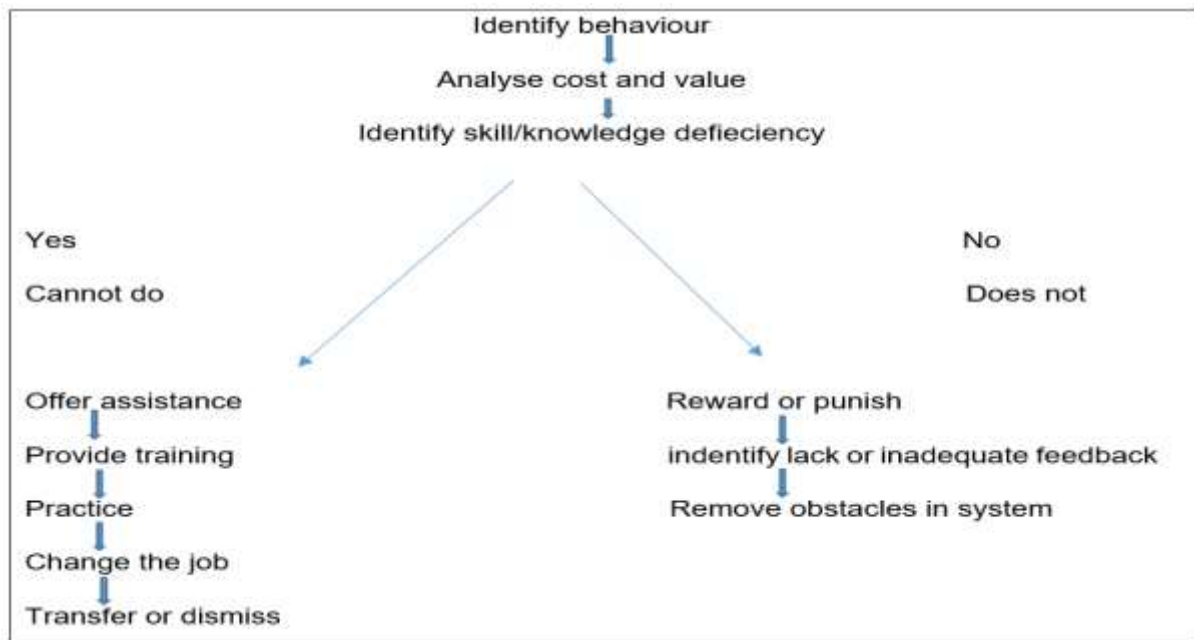 Identify behaviour
Analyse cost and value
Identify skill/knowledge defieciency
Yes
No
Cannot do
Does not
Offer assistance
Reward or punish
Provide training
indentify lack or inadequate feedback
Practice
Remove obstacles in system
Change the job
Transfer or dismiss